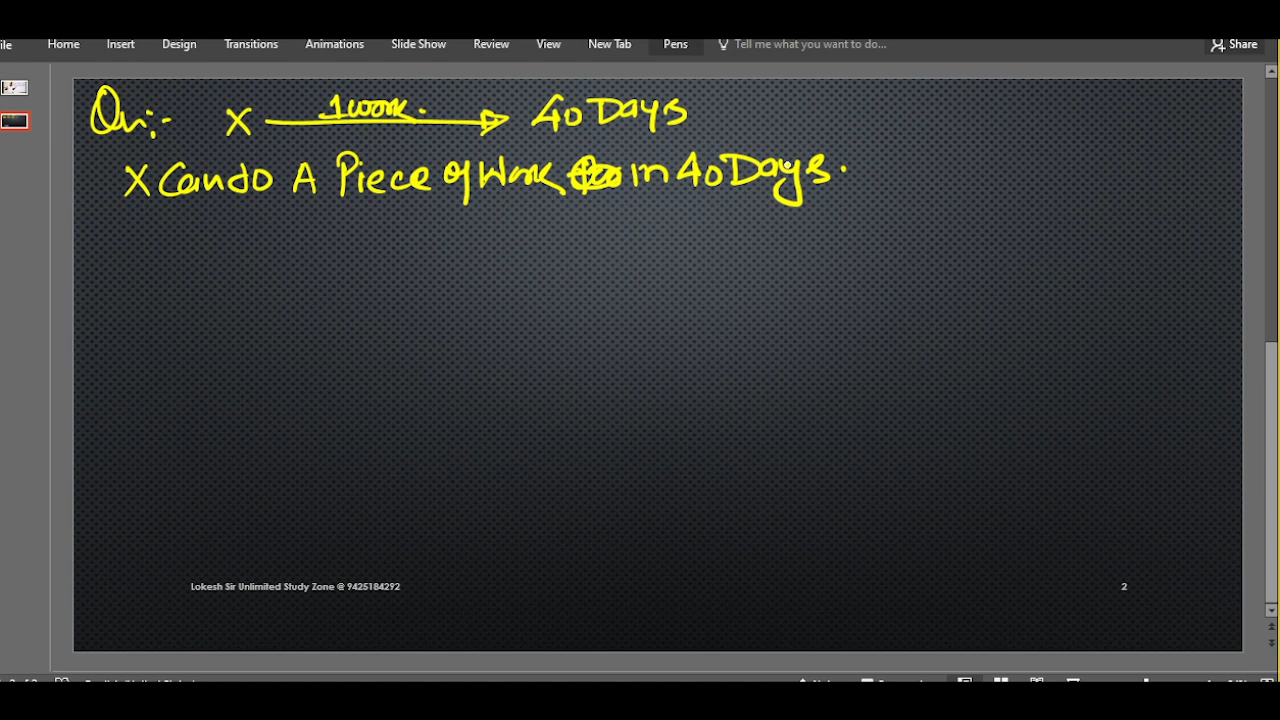 File Home Insert Design Transitions Animations Slide Show Review View New Tab Pens Tell me what you want to do... Share
Qn:- X 1 work. 40 Days
X Can do A Piece of Work in 40 Days.
Lokesh Sir Unlimited Study Zone @ 9425184292 2